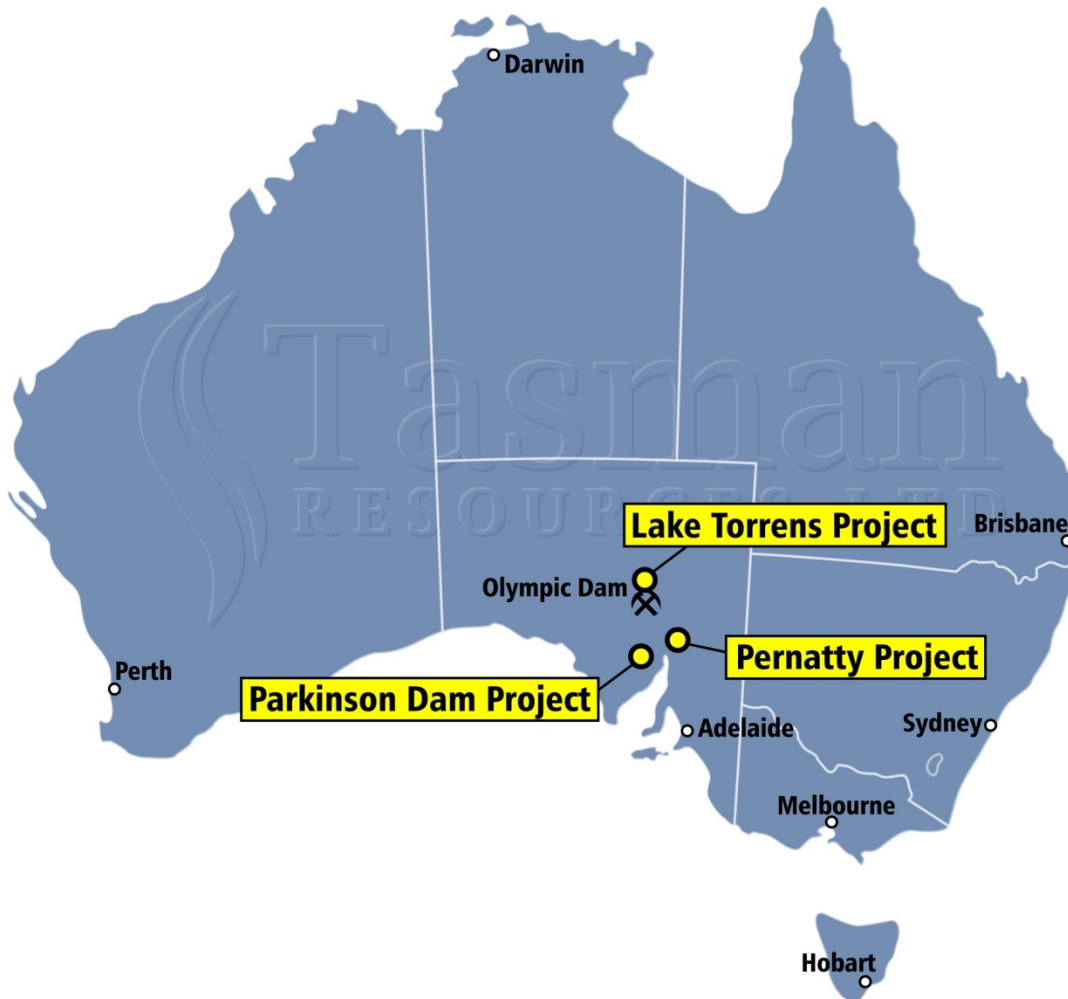 Darwin
Tasman
RESOURCES LTD
Lake Torrens Project
Brisbane
Olympic Dam
Pernatty Project
Perth
Parkinson Dam Project
Adelaide
Sydney
Melbourne
Hobart